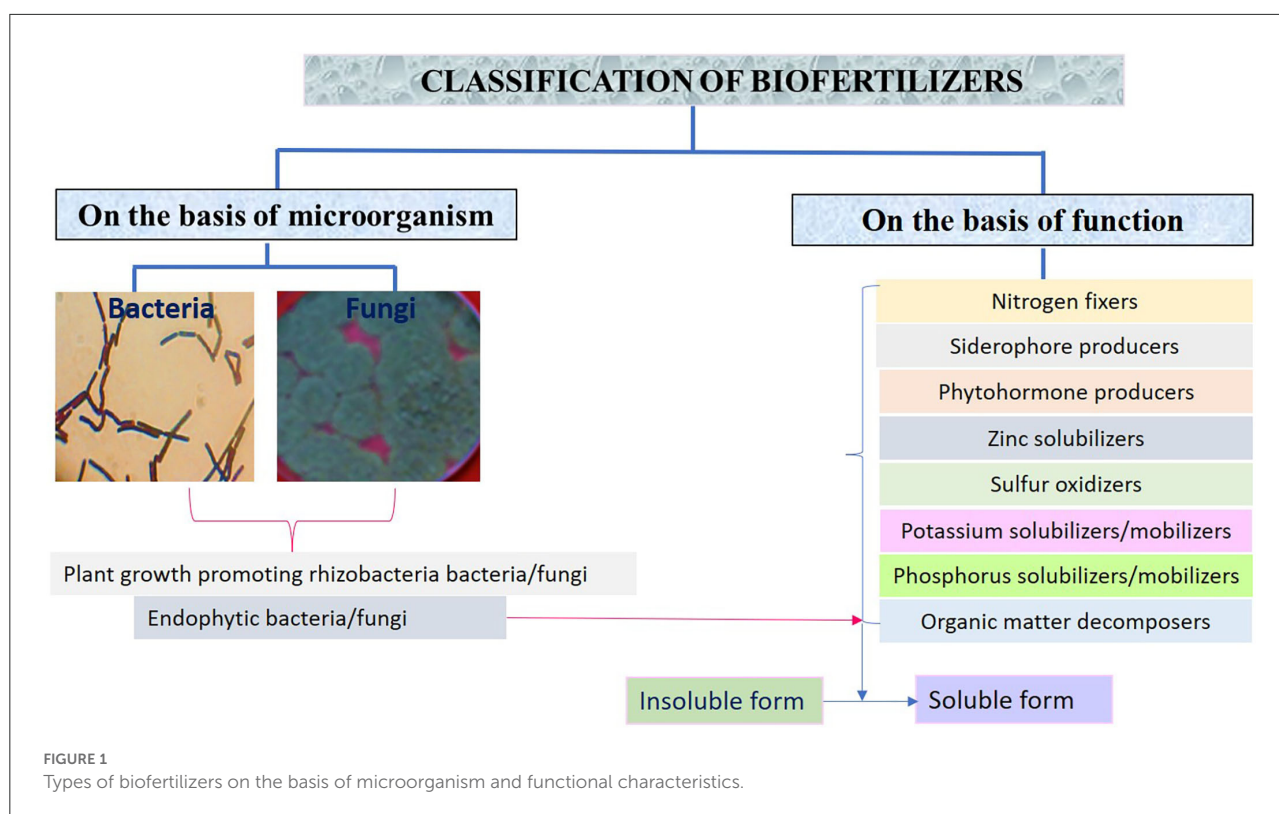 CLASSIFICATION OF BIOFERTILIZERS
On the basis of microorganism
On the basis of function
Bacteria
Fungi
Nitrogen fixers
Siderophore producers
Phytohormone producers
Zinc solubilizers
Sulfur oxidizers
Potassium solubilizers/mobilizers
Phosphorus solubilizers/mobilizers
Organic matter decomposers
Plant growth promoting rhizobacteria bacteria/fungi
Endophytic bacteria/fungi
Insoluble form
Soluble form
FIGURE 1
Types of biofertilizers on the basis of microorganism and functional characteristics.